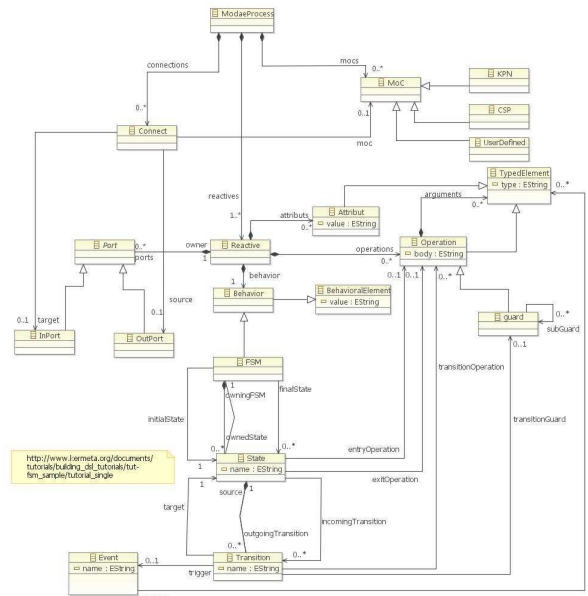 ModaeProcess
connections
mocs
0..*
MoC
KPN
CSP
UserDefined
0..*
0..1
moc
Connect
TypedElement
type : EString
0..*
arguments
0..*
reactives
1..*
attributs
0..*
Attribut
value : EString
Port
0..*
ports
owner
1
Reactive
operations
0..*
Operation
body : EString
behavior
1
0..1
0..1
0..*
Behavior
BehavioralElement
value : EString
source
0..1
target
0..1
InPort
OutPort
guard
0..*
subGuard
0..1
FSM
1
owningFSM
finalState
transitionOperation
initialState
transitionGuard
ownedState
entryOperation
0..*
0..*
1
State
name : EString
exitOperation
http://www.kermeta.org/documents/
tutorials/building_dsl_tutorials/tut-
fsm_sample/tutorial_single
1
source
1
target
incomingTransition
outgoingTransition
0..*
0..*
Event
name : EString
0..1
trigger
Transition
name : EString